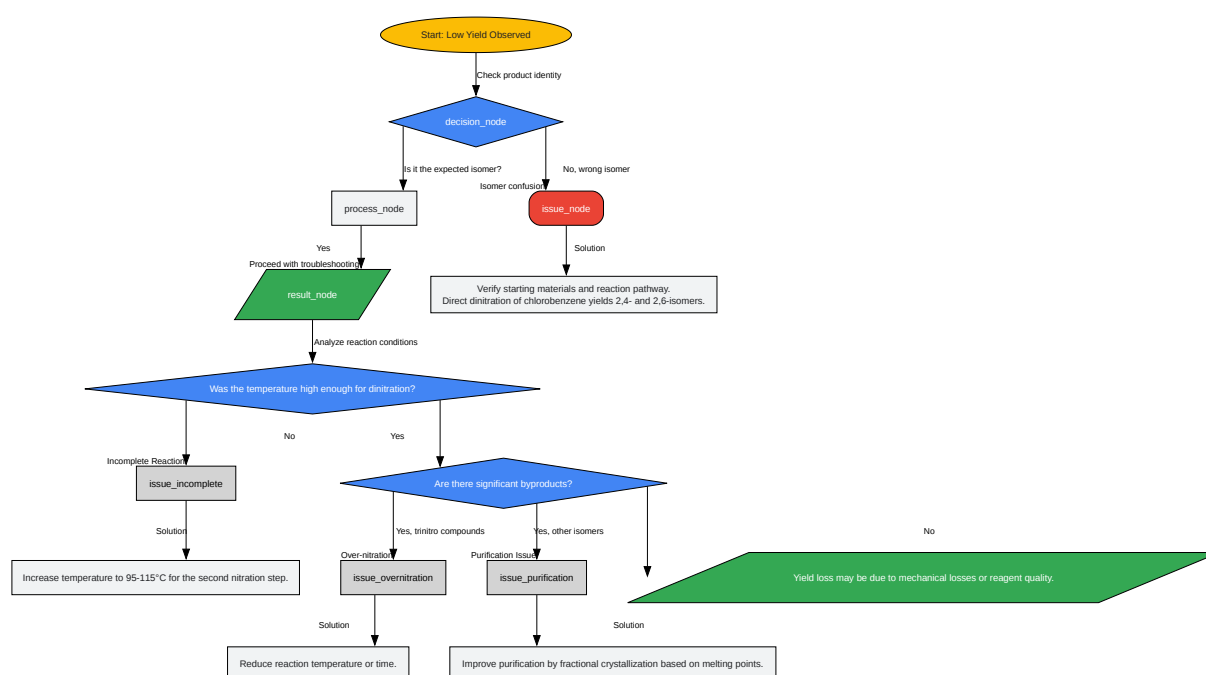 Start: Low Yield Observed
Check product identity
decision_node
Is it the expected isomer?
No, wrong isomer
Isomer confusion
process_node
issue_node
Yes
Solution
Proceed with troubleshooting
result_node
Verify starting materials and reaction pathway.
Direct dinitration of chlorobenzene yields 2,4- and 2,6-isomers.
Analyze reaction conditions
Was the temperature high enough for dinitration?
No
Yes
Incomplete Reaction
issue_incomplete
Are there significant byproducts?
Solution
Yes, trinitro compounds
Yes, other isomers
No
Over-nitration
Purification Issue
Increase temperature to 95-115°C for the second nitration step.
issue_overnitration
issue_purification
Yield loss may be due to mechanical losses or reagent quality.
Solution
Solution
Reduce reaction temperature or time.
Improve purification by fractional crystallization based on melting points.